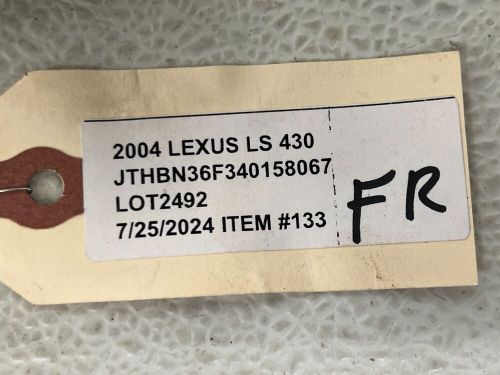 2004 LEXUS LS 430
JTHBN36F340158067
LOT2492
7/25/2024 ITEM #133
FR